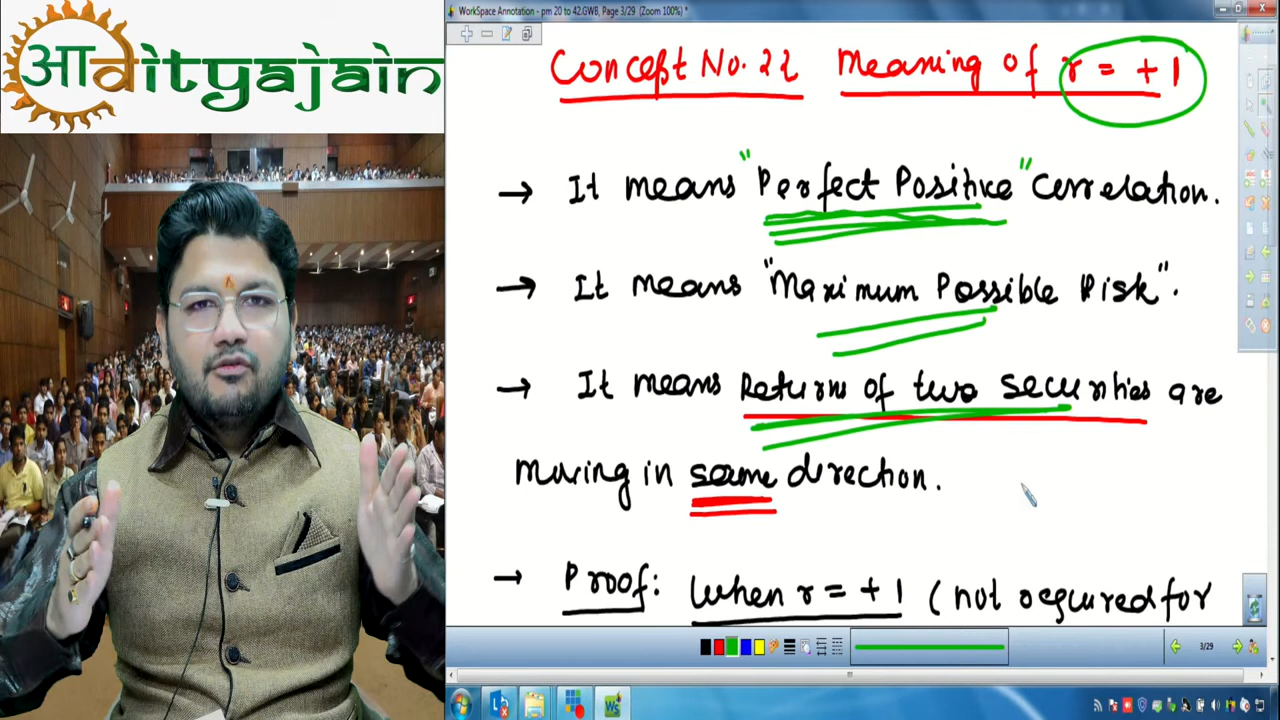 WorkSpace Annotation - pm 20 to 42.GWB, Page 3/29 (Zoom 100%) *
आdityajain
Concept No. 22 Meaning of r = +1
→ It means "Perfect Positive" Correlation.
→ It means "Maximum Possible Risk".
→ It means Returns of two securities are
moving in same direction.
→ Proof: When r = +1 (not required for
3/29